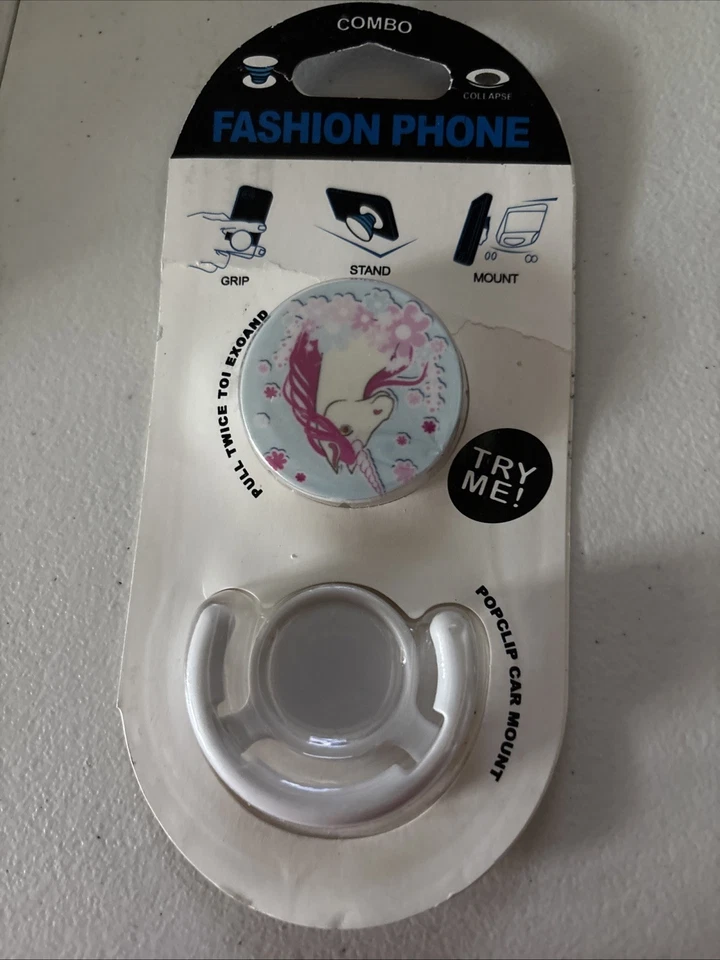 COMBO
COLLAPSE
FASHION PHONE
GRIP
STAND
MOUNT
PULL TWICE TOI EXOAND
TRY
ME!
POPCLIP CAR MOUNT